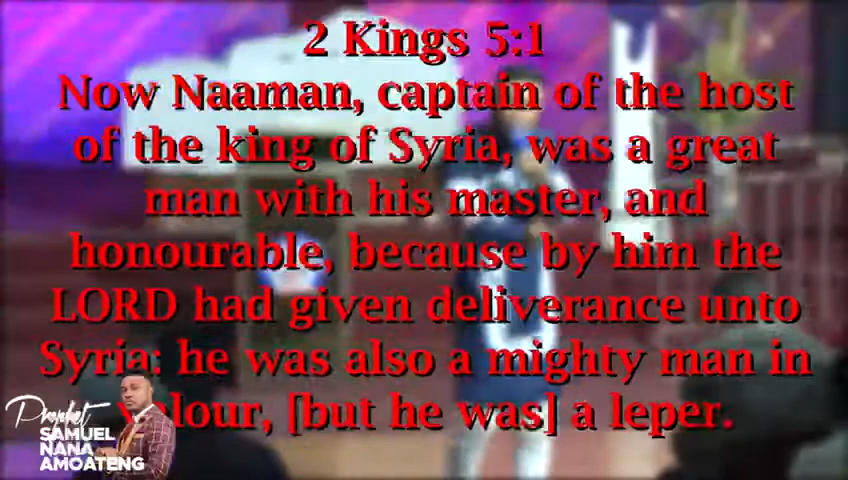 2 Kings 5:1
Now Naaman, captain of the host
of the king of Syria, was a great
man with his master, and
honourable, because by him the
LORD had given deliverance unto
Syria: he was also a mighty man in
valour, [but he was] a leper.
Prophet
SAMUEL
NANA
AMOATENG